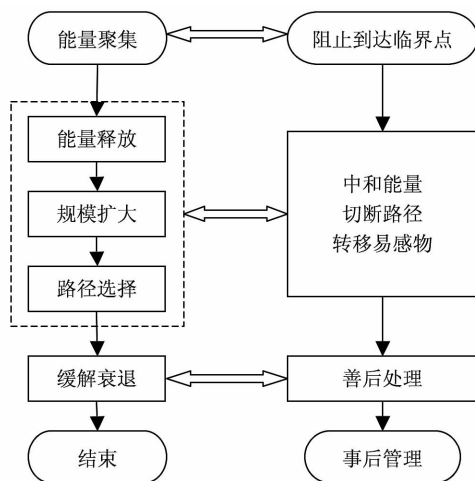 能量聚集
阻止到达临界点
能量释放
规模扩大
路径选择
中和能量
切断路径
转移易感物
缓解衰退
善后处理
结束
事后管理